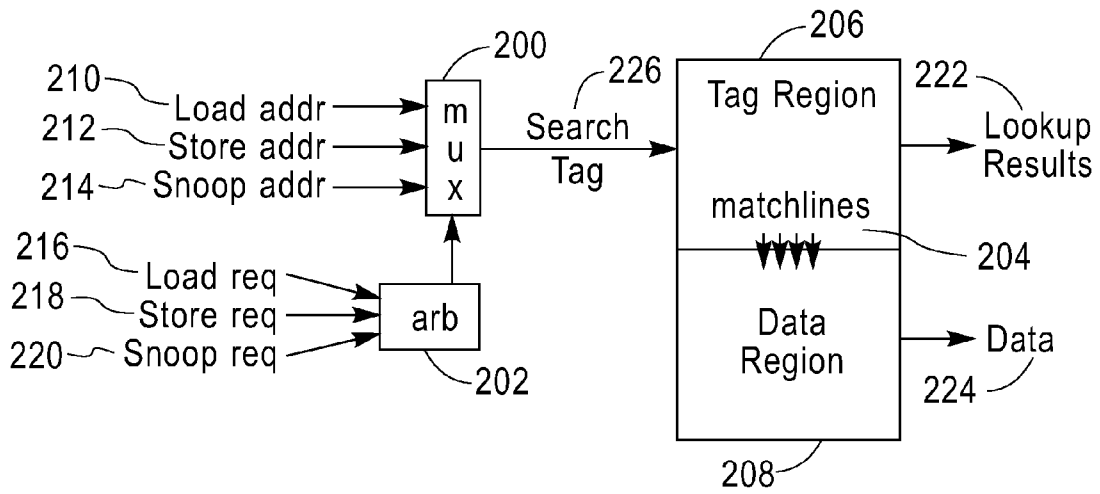 200
206
210
226
222
Load addr
m
Tag Region
212
Search
Lookup
Store addr
u
Tag
Results
214
Snoop addr
x
matchlines
216
204
Load req
218
Store req
arb
Data
Region
Data
220
Snoop req
202
224
208